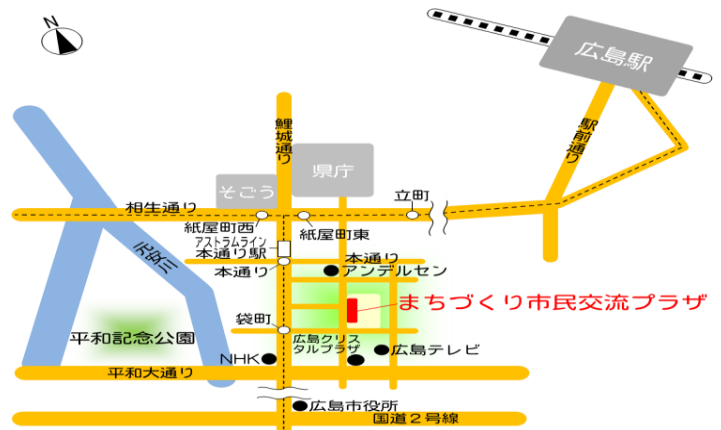 N
広島駅
鯉城通り
駅前通り
県庁
そごう
立町
相生通り
紙屋町西
紙屋町東
アストラムライン
本通り駅
本通り
本通り
アンデルセン
元安川
まちづくり市民交流プラザ
袋町
平和記念公園
広島クリス
タルプラザ
広島テレビ
NHK
平和大通り
広島市役所
国道2号線